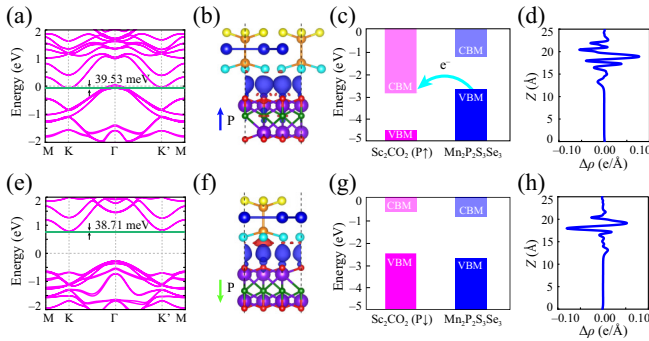 (a)
2
1
0
−1
−2
Energy (eV)
39.53 meV
M K Γ K' M
(b)
P
(c)
0
−1
−2
−3
−4
−5
Energy (eV)
CBM
VBM
e⁻
CBM
VBM
Sc₂CO₂ (P↑) Mn₂P₂S₃Se₃
(d)
25
20
15
10
5
0
Z (Å)
−0.10 0.00 0.10
Δρ (e/Å)
(e)
2
1
0
−1
−2
Energy (eV)
38.71 meV
M K Γ K' M
(f)
P
(g)
0
−1
−2
−3
−4
−5
Energy (eV)
CBM
VBM
CBM
VBM
Sc₂CO₂ (P↓) Mn₂P₂S₃Se₃
(h)
25
20
15
10
5
0
Z (Å)
−0.10 0.00 0.10
Δρ (e/Å)